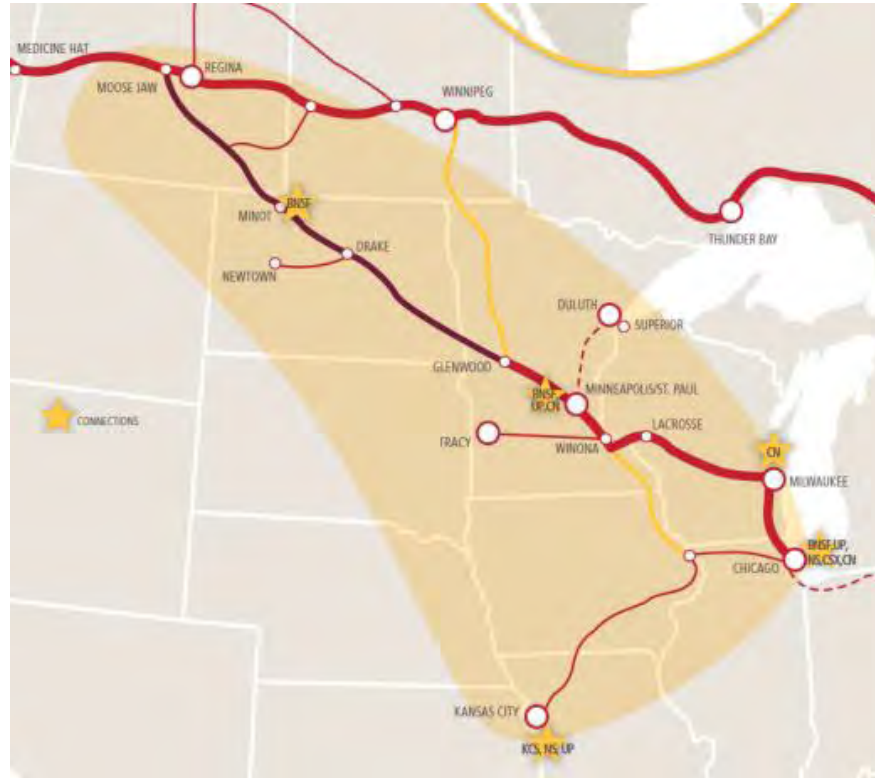 MEDICINE HAT
REGINA
MOOSE JAW
WINNIPEG
THUNDER BAY
BNSF
MINOT
DRAKE
NEWTOWN
DULUTH
SUPERIOR
GLENWOOD
BNSF,
UP,CN
MINNEAPOLIS/ST. PAUL
CONNECTIONS
LACROSSE
TRACY
WINONA
CN
MILWAUKEE
BNSF,UP,
NS,CSX,CN
CHICAGO
KANSAS CITY
KCS, NS, UP